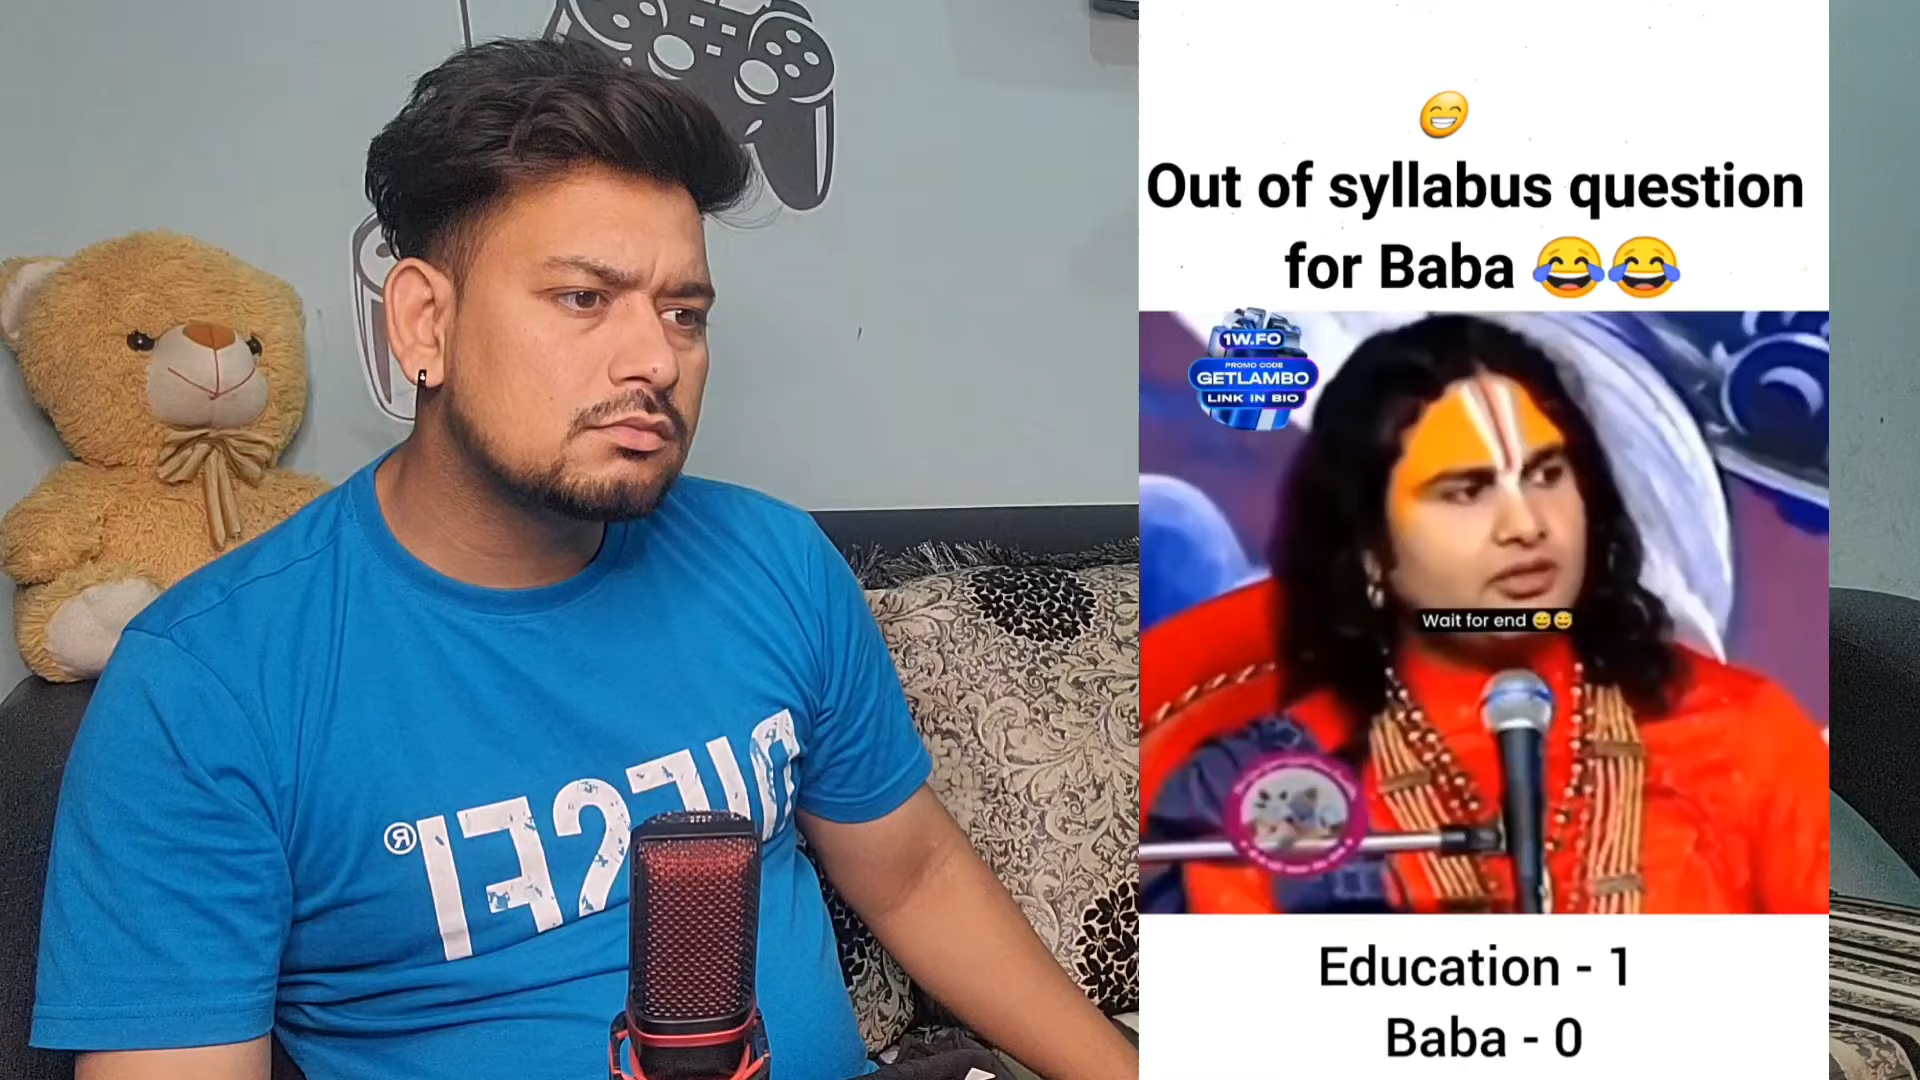 😁
Out of syllabus question
for Baba 😂😂
1W.FO
PROMO CODE
GETLAMBO
LINK IN BIO
Wait for end 😅😅
DIESEL®
Education - 1
Baba - 0